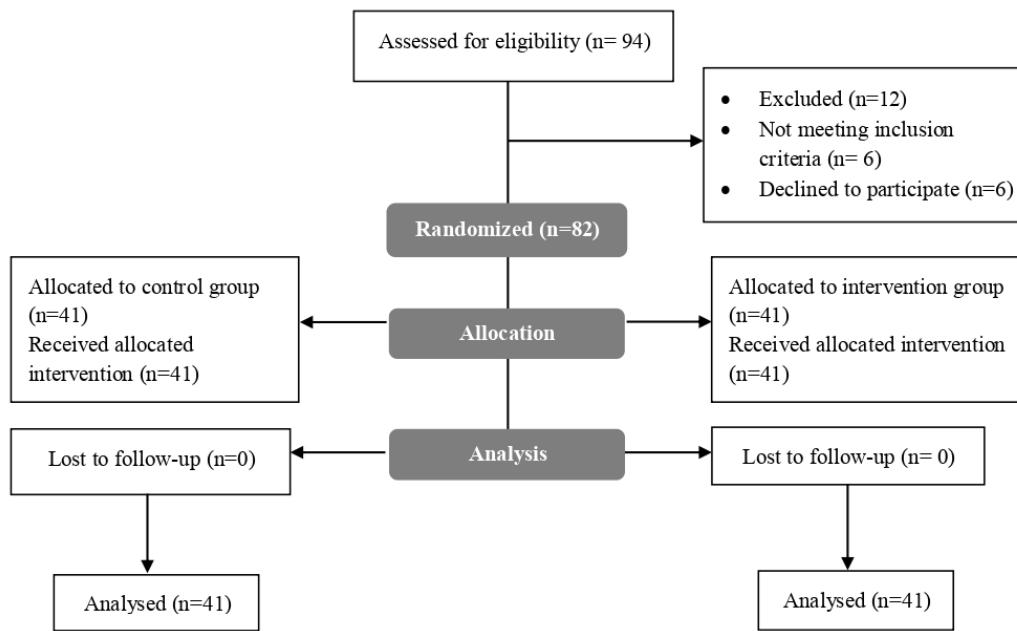 Assessed for eligibility (n= 94)
• Excluded (n=12)
• Not meeting inclusion
criteria (n= 6)
• Declined to participate (n=6)
Randomized (n=82)
Allocated to control group
(n=41)
Received allocated
intervention (n=41)
Allocation
Allocated to intervention group
(n=41)
Received allocated intervention
(n=41)
Lost to follow-up (n=0)
Analysis
Lost to follow-up (n= 0)
Analysed (n=41)
Analysed (n=41)